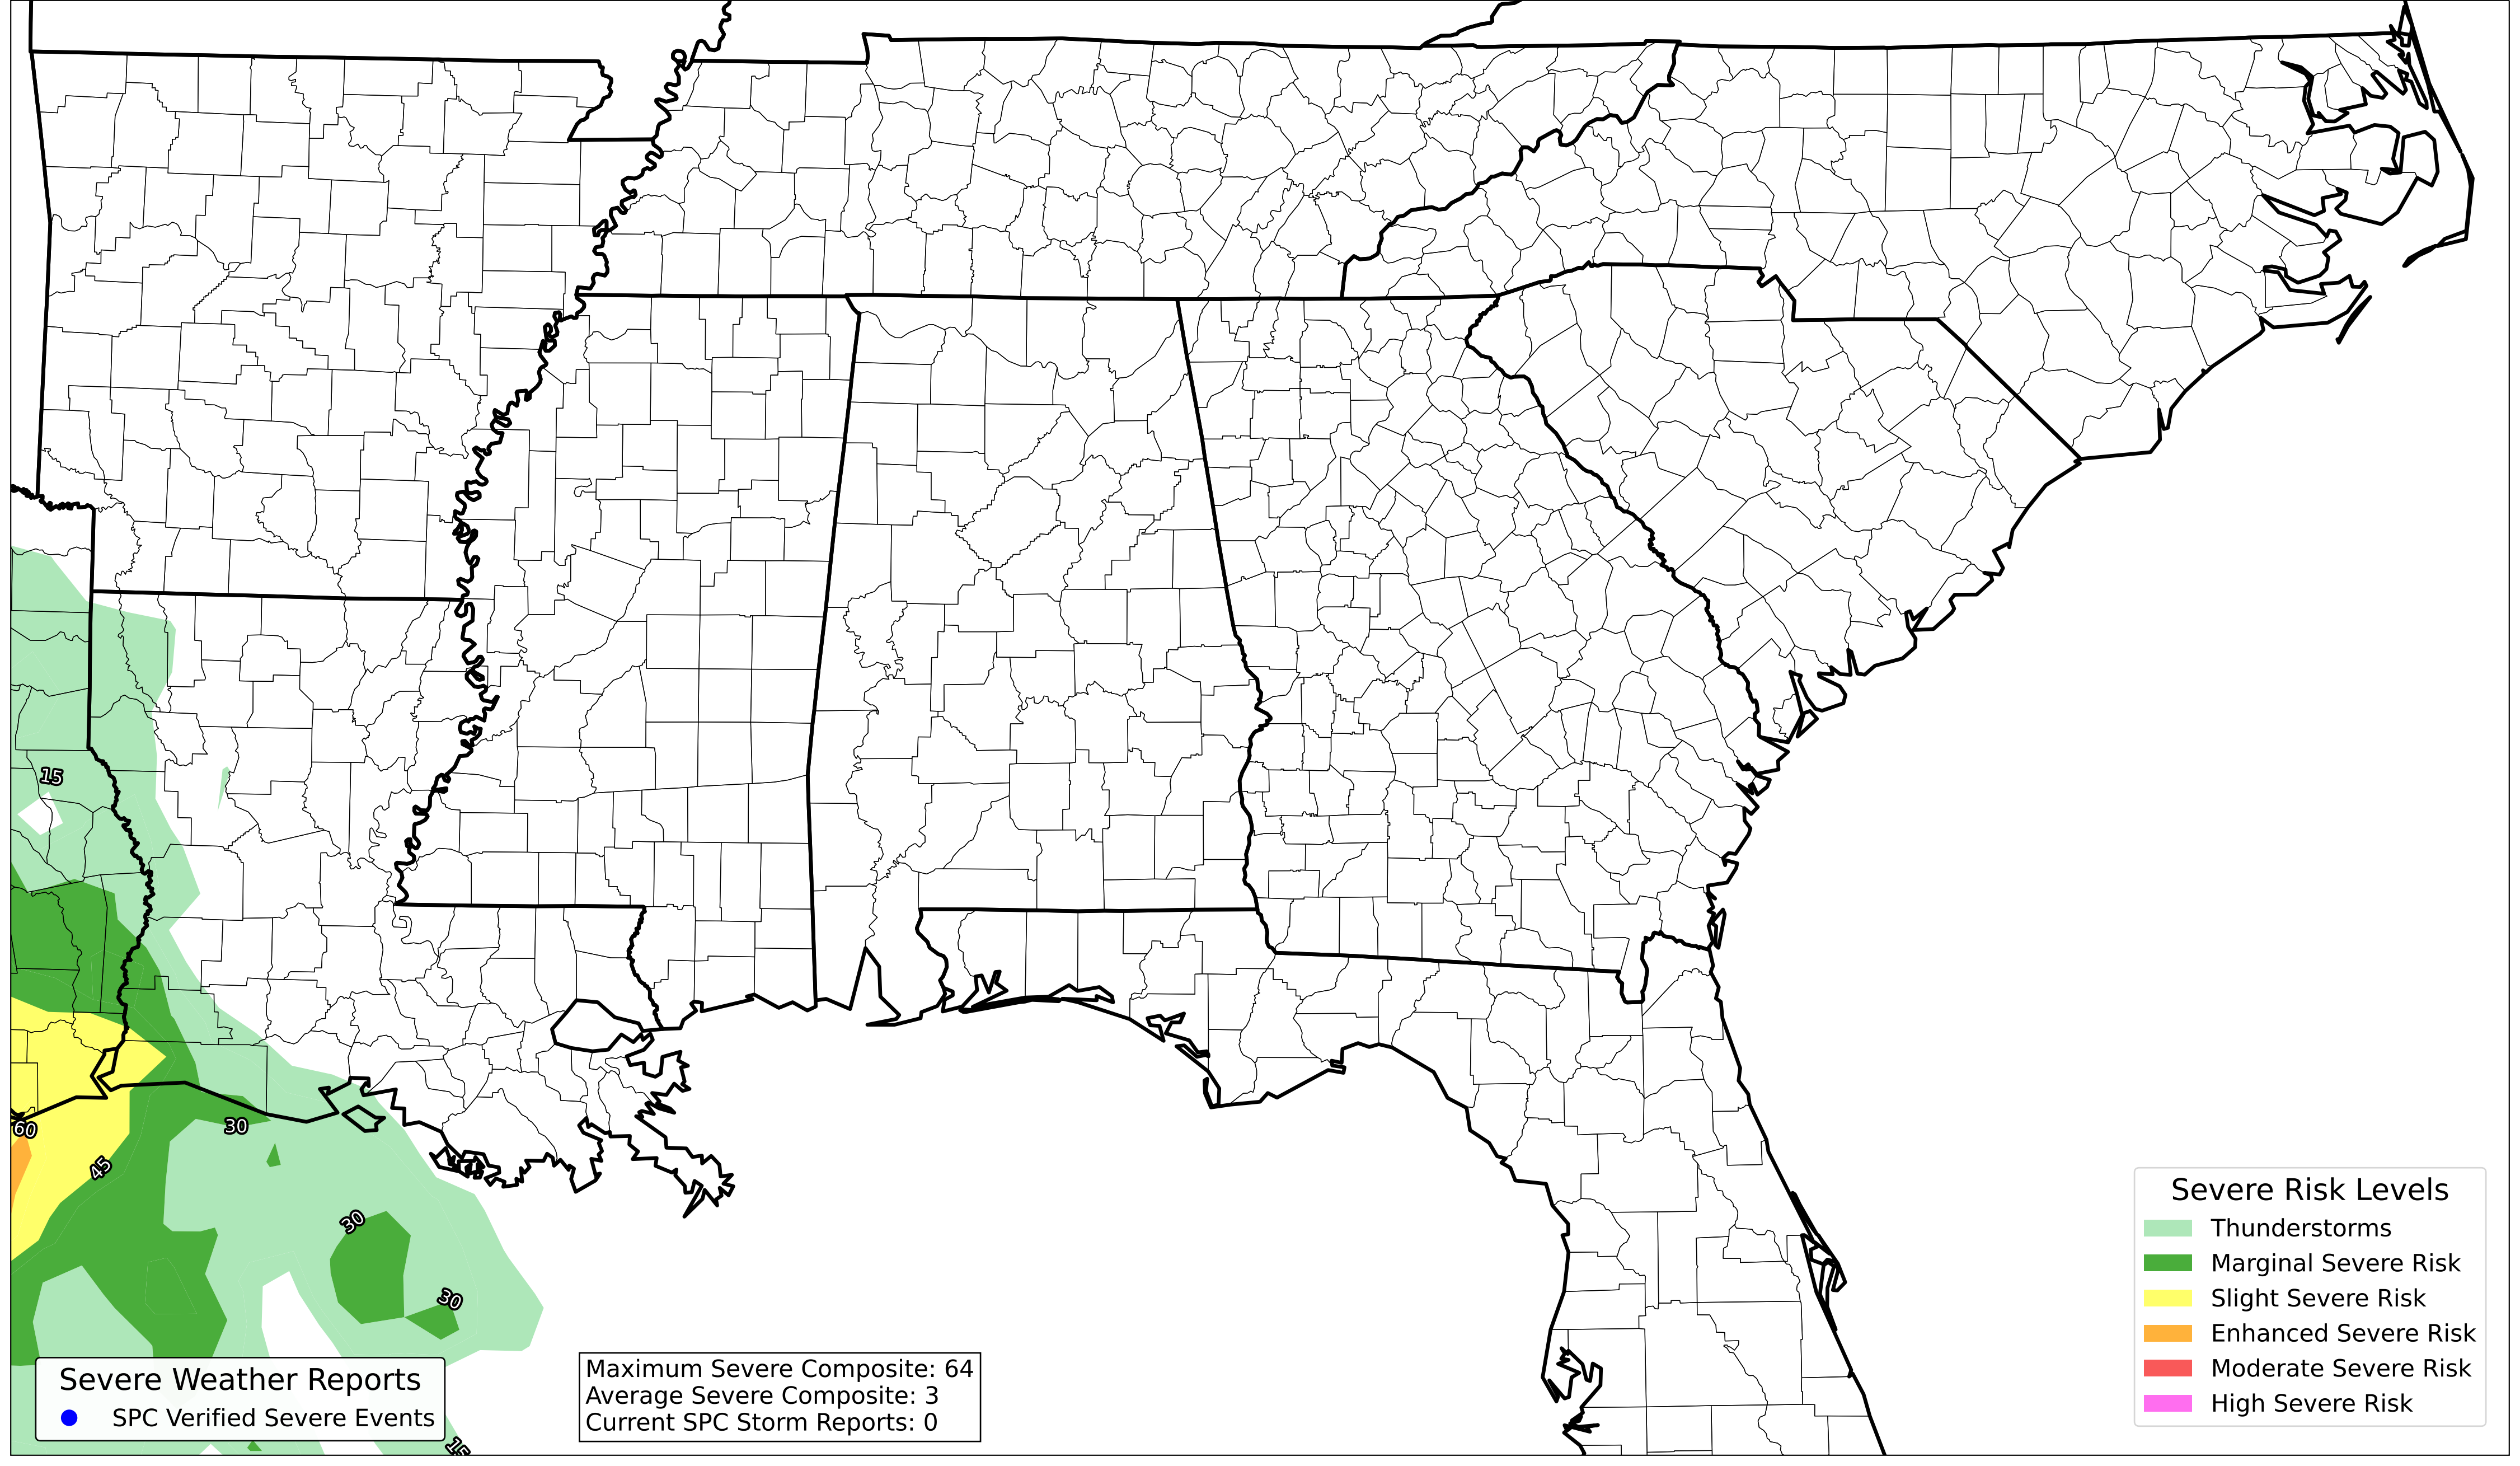 15
60
30
45
30
30
15
Severe Weather Reports
SPC Verified Severe Events
Maximum Severe Composite: 64
Average Severe Composite: 3
Current SPC Storm Reports: 0
Severe Risk Levels
Thunderstorms
Marginal Severe Risk
Slight Severe Risk
Enhanced Severe Risk
Moderate Severe Risk
High Severe Risk